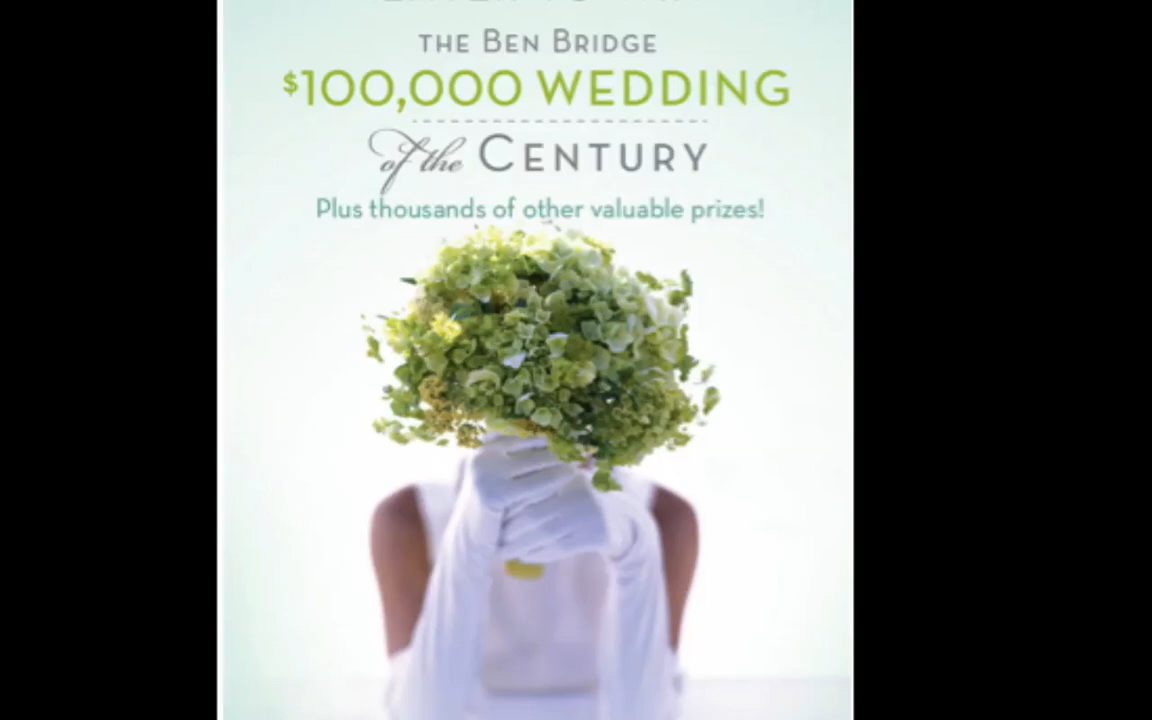 THE BEN BRIDGE
$100,000 WEDDING
of the CENTURY
Plus thousands of other valuable prizes!